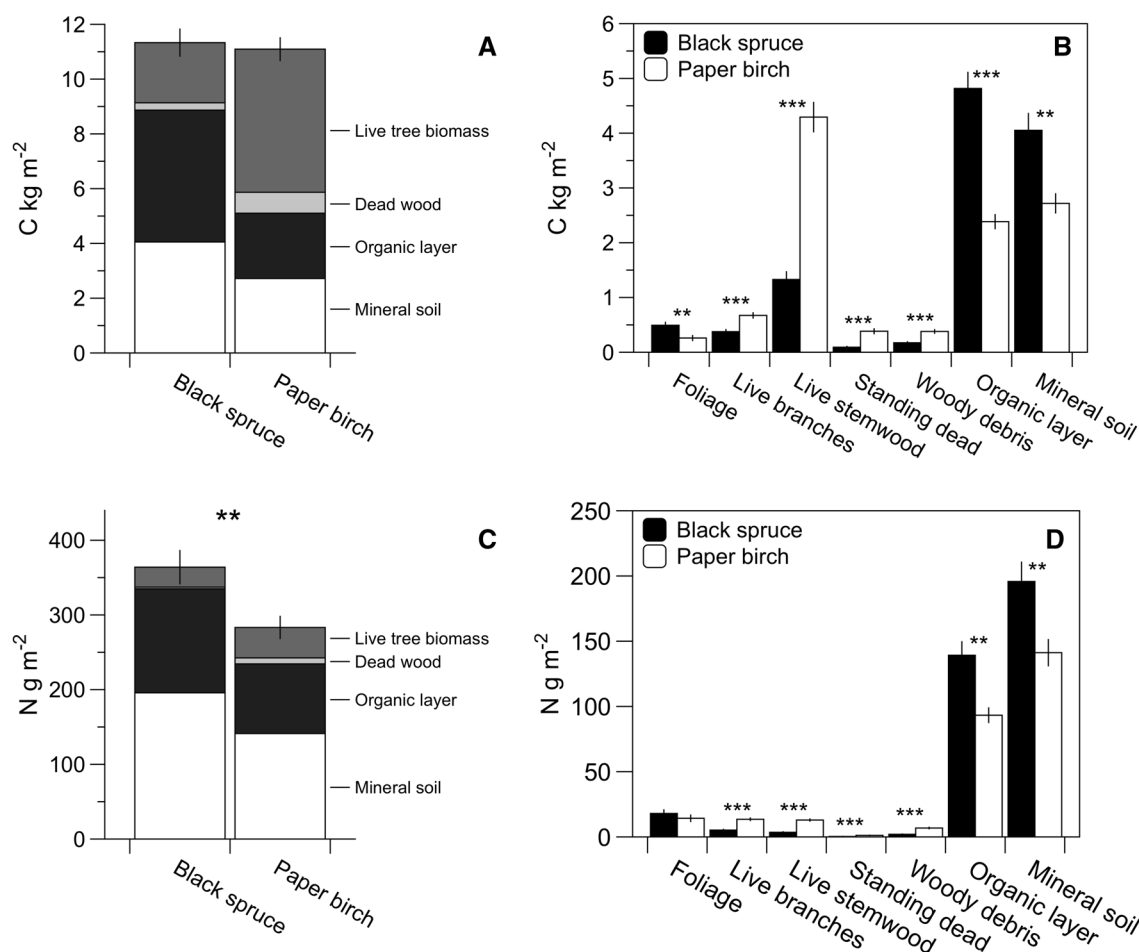 A
C kg m-2
12
10
8
6
4
2
0
Live tree biomass
Dead wood
Organic layer
Mineral soil
Black spruce
Paper birch
B
C kg m-2
6
5
4
3
2
1
0
Black spruce
Paper birch
**
***
***
***
***
***
**
Foliage
Live branches
Live stemwood
Standing dead
Woody debris
Organic layer
Mineral soil
C
**
N g m-2
400
300
200
100
0
Live tree biomass
Dead wood
Organic layer
Mineral soil
Black spruce
Paper birch
D
N g m-2
250
200
150
100
50
0
Black spruce
Paper birch
***
***
***
***
**
**
Foliage
Live branches
Live stemwood
Standing dead
Woody debris
Organic layer
Mineral soil